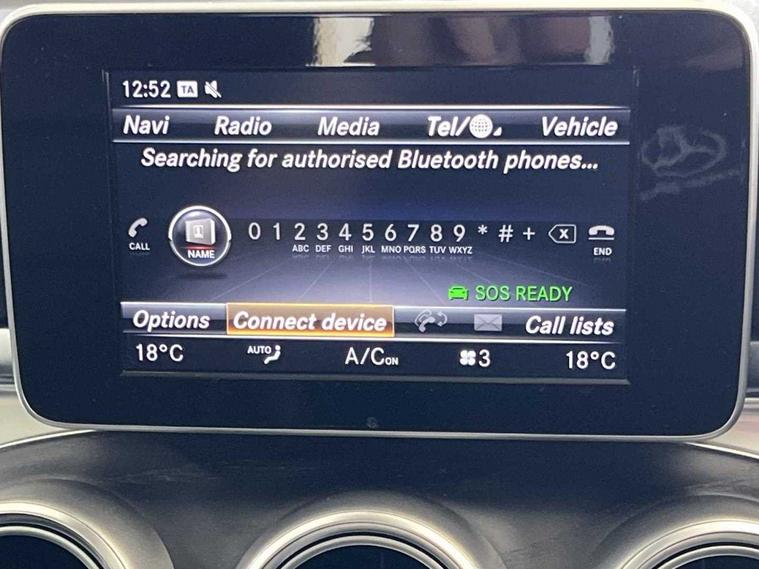 12:52 TA
Navi Radio Media Tel/ Vehicle
Searching for authorised Bluetooth phones...
0 1 2 3 4 5 6 7 8 9 * # +
CALL NAME ABC DEF GHI JKL MNO PQRS TUV WXYZ END
SOS READY
Options Connect device Call lists
18°C AUTO A/C ON 3 18°C